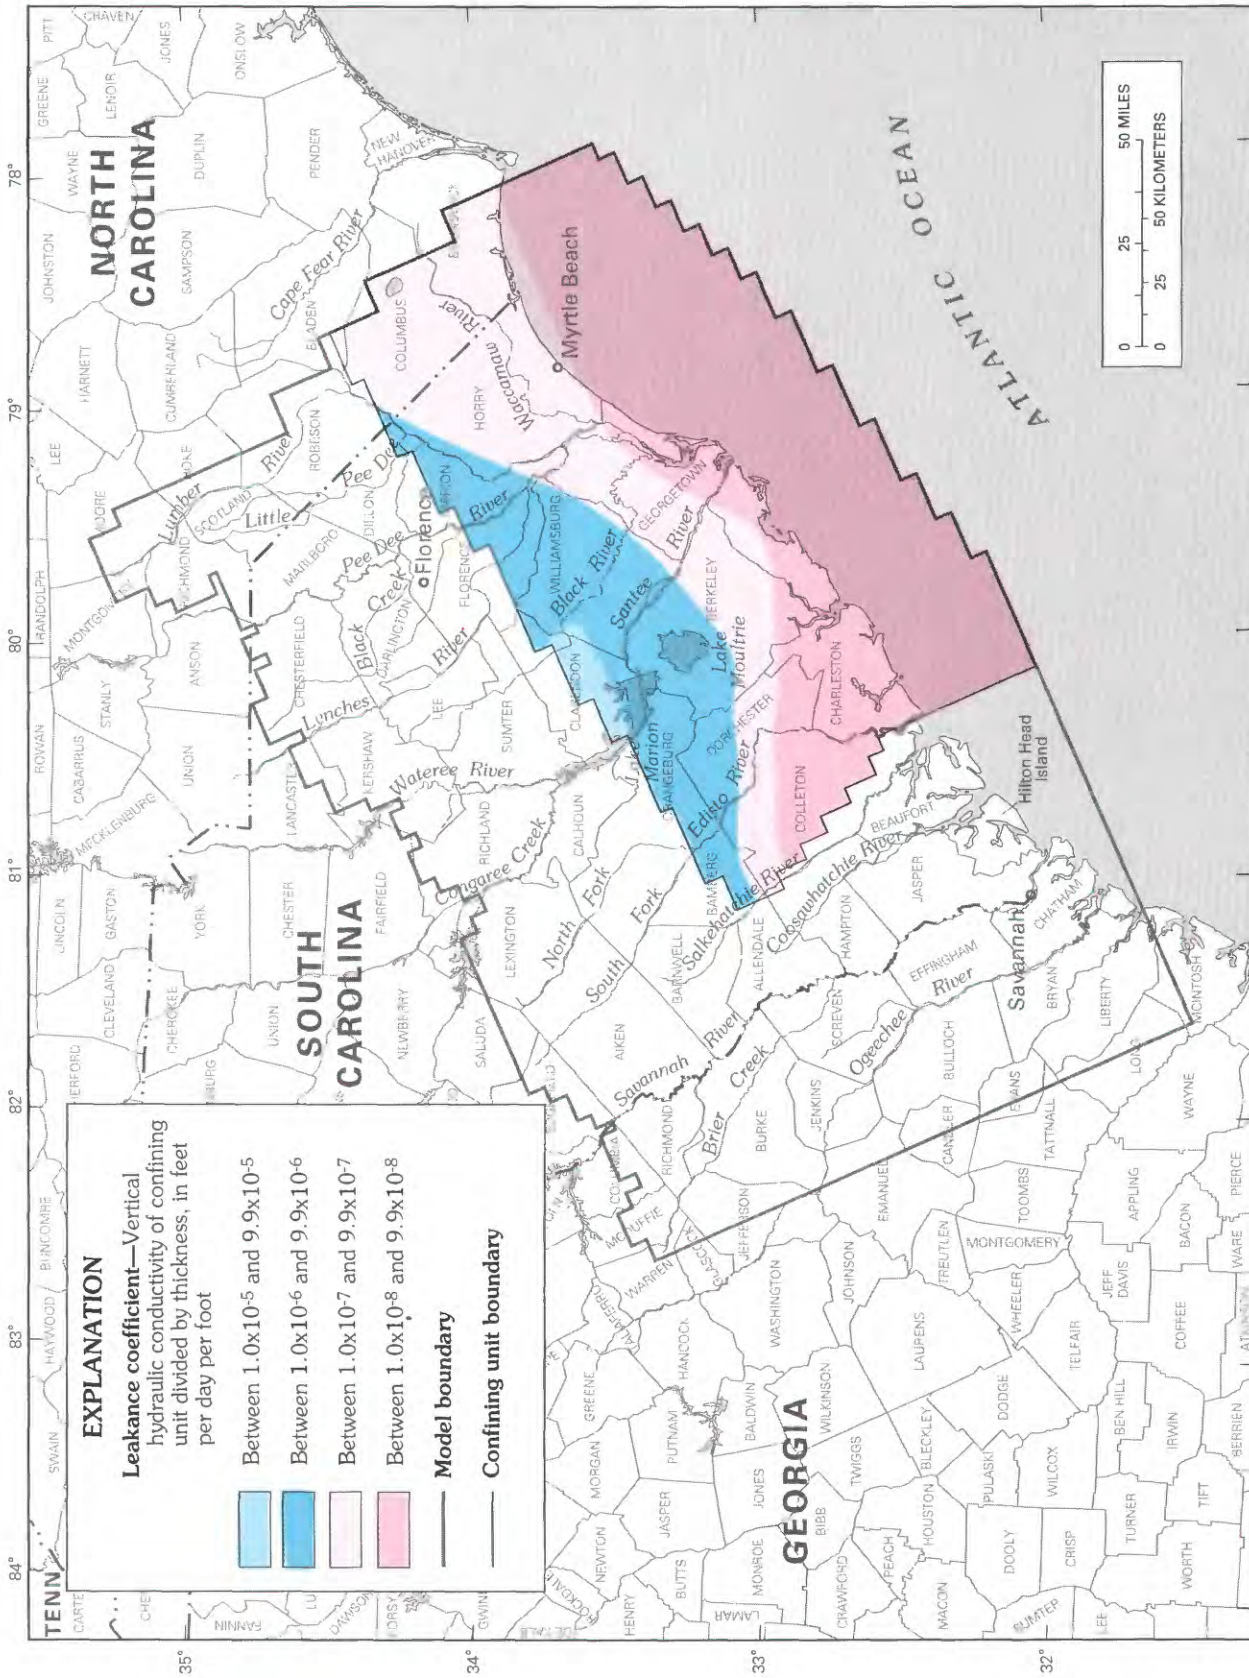 EXPLANATION
Leakance coefficient—Vertical
hydraulic conductivity of confining
unit divided by thickness, in feet
per day per foot
Between 1.0x10-5 and 9.9x10-5
Between 1.0x10-6 and 9.9x10-6
Between 1.0x10-7 and 9.9x10-7
Between 1.0x10-8 and 9.9x10-8
Model boundary
Confining unit boundary
84°
83°
82°
81°
80°
79°
78°
35°
34°
33°
32°
TENN
NORTH
CAROLINA
SOUTH
CAROLINA
GEORGIA
ATLANTIC OCEAN
0 25 50 MILES
0 25 50 KILOMETERS
SWAIN
HAYWOOD
BUNCOMBE
LINCOLN
GASTON
CLEVELAND
MECKLENBURG
CABARRUS
ROWAN
STANLY
UNION
ANSON
MONTGOMERY
RANDOLPH
MOORE
LEE
HARNETT
JOHNSTON
WAYNE
GREENE
PITT
CRAVEN
LENOIR
JONES
ONSLOW
DUPLIN
PENDER
NEW
HANOVER
SAMPSON
CUMBERLAND
BLADEN
COLUMBUS
ROBESON
SCOTLAND
RICHMOND
CHEROKEE
YORK
UNION
CHESTER
LANCASTER
CHESTERFIELD
MARLBORO
DILLON
DARLINGTON
FLORENCE
MARION
HORRY
WILLIAMSBURG
GEORGETOWN
BERKELEY
CLARENDON
SUMTER
LEE
KERSHAW
FAIRFIELD
RICHLAND
NEWBERRY
SALUDA
LEXINGTON
CALHOUN
ORANGEBURG
DORCHESTER
CHARLESTON
COLLETON
BAMBERG
BARNWELL
AIKEN
ALLENDALE
HAMPTON
BEAUFORT
JASPER
Cape Fear River
Lumber River
Little Pee Dee
Pee Dee River
Waccamaw River
Black Creek
Lynches River
Black River
Santee River
Wateree River
Congaree Creek
Lake Marion
Lake
Moultrie
Edisto River
North Fork
South Fork
Salkehatchie River
Coosawhatchie River
Savannah River
Brier Creek
Ogeechee River
Florence
Myrtle Beach
Savannah
Hilton Head
Island
FANNIN
DAWSON
HENRY
ROCKDALE
NEWTON
MORGAN
GREENE
BUTTS
JASPER
PUTNAM
HANCOCK
WARREN
GLASCOCK
JEFFERSON
RICHMOND
BURKE
LAMAR
MONROE
JONES
BALDWIN
WILKINSON
WASHINGTON
JOHNSON
EMANUEL
JENKINS
SCREVEN
EFFINGHAM
BULLOCH
CANDLER
EVANS
BRYAN
CHATHAM
LIBERTY
LONG
MCINTOSH
TATTNALL
TOOMBS
MONTGOMERY
TREUTLEN
LAURENS
WHEELER
TELFAIR
DODGE
BLECKLEY
TWIGGS
BIBB
CRAWFORD
PEACH
HOUSTON
MACON
PULASKI
WILCOX
DOOLY
CRISP
SUMTER
LEE
WORTH
TURNER
TIFT
BEN HILL
IRWIN
BERRIEN
COFFEE
JEFF
DAVIS
BACON
APPLING
WAYNE
PIERCE
WARE